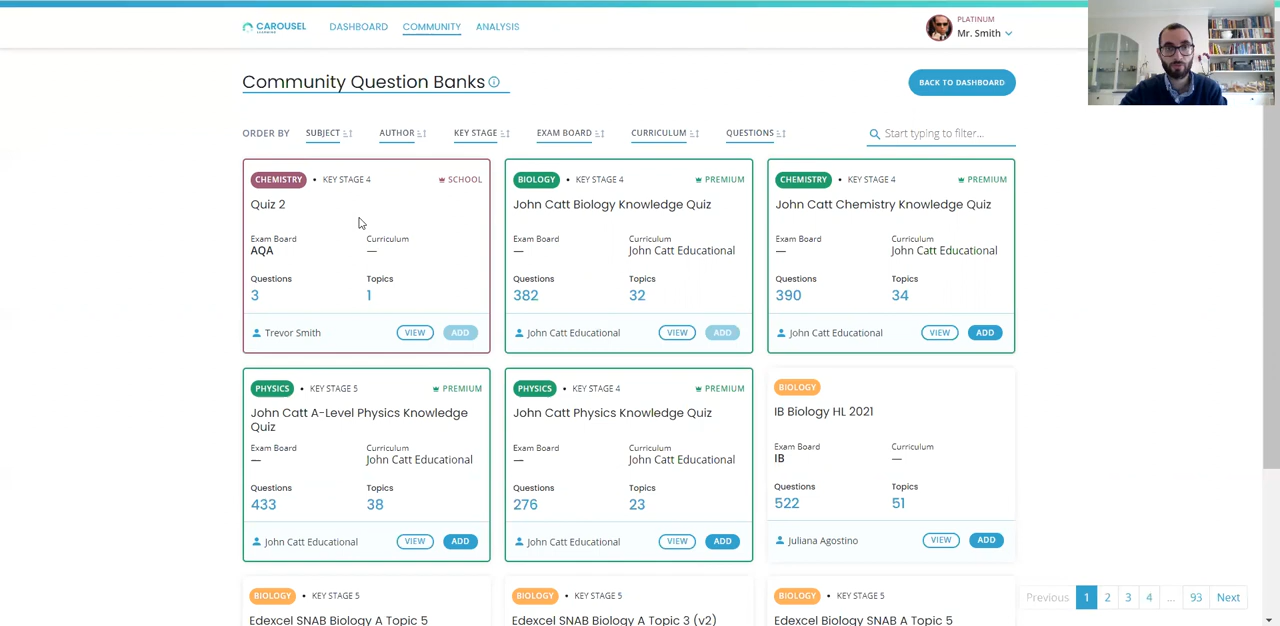 CAROUSEL
LEARNING
DASHBOARD
COMMUNITY
ANALYSIS
PLATINUM
Mr. Smith
Community Question Banks
BACK TO DASHBOARD
ORDER BY
SUBJECT
AUTHOR
KEY STAGE
EXAM BOARD
CURRICULUM
QUESTIONS
Start typing to filter...
CHEMISTRY • KEY STAGE 4 SCHOOL
Quiz 2
Exam Board Curriculum
AQA —
Questions Topics
3 1
Trevor Smith VIEW ADD
BIOLOGY • KEY STAGE 4 PREMIUM
John Catt Biology Knowledge Quiz
Exam Board Curriculum
— John Catt Educational
Questions Topics
382 32
John Catt Educational VIEW ADD
CHEMISTRY • KEY STAGE 4 PREMIUM
John Catt Chemistry Knowledge Quiz
Exam Board Curriculum
— John Catt Educational
Questions Topics
390 34
John Catt Educational VIEW ADD
PHYSICS • KEY STAGE 5 PREMIUM
John Catt A-Level Physics Knowledge
Quiz
Exam Board Curriculum
— John Catt Educational
Questions Topics
433 38
John Catt Educational VIEW ADD
PHYSICS • KEY STAGE 4 PREMIUM
John Catt Physics Knowledge Quiz
Exam Board Curriculum
— John Catt Educational
Questions Topics
276 23
John Catt Educational VIEW ADD
BIOLOGY
IB Biology HL 2021
Exam Board Curriculum
IB —
Questions Topics
522 51
Juliana Agostino VIEW ADD
BIOLOGY • KEY STAGE 5
Edexcel SNAB Biology A Topic 5
BIOLOGY • KEY STAGE 5
Edexcel SNAB Biology A Topic 3 (v2)
BIOLOGY • KEY STAGE 5
Edexcel Biology SNAB A Topic 5
Previous 1 2 3 4 ... 93 Next